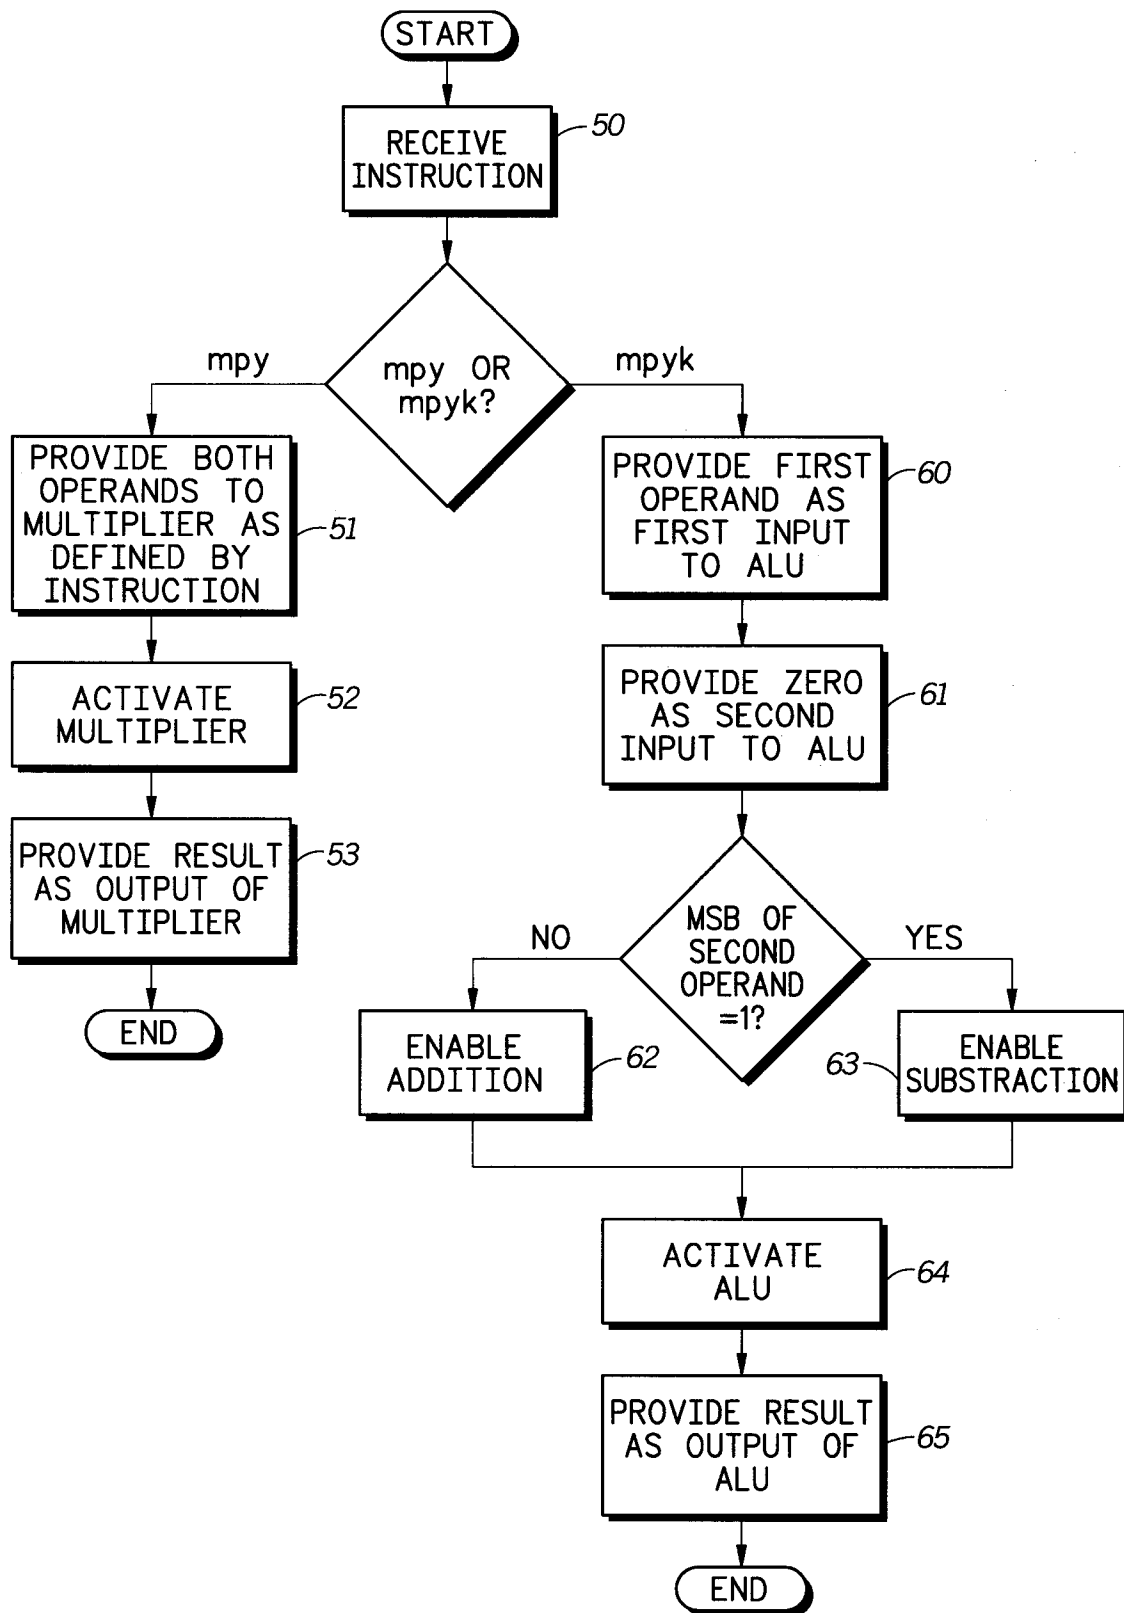 START
RECEIVE
INSTRUCTION
50
mpy OR
mpyk?
mpy
mpyk
PROVIDE BOTH
OPERANDS TO
MULTIPLIER AS
DEFINED BY
INSTRUCTION
51
ACTIVATE
MULTIPLIER
52
PROVIDE RESULT
AS OUTPUT OF
MULTIPLIER
53
END
PROVIDE FIRST
OPERAND AS
FIRST INPUT
TO ALU
60
PROVIDE ZERO
AS SECOND
INPUT TO ALU
61
MSB OF
SECOND
OPERAND
=1?
NO
YES
ENABLE
ADDITION
62
63
ENABLE
SUBSTRACTION
ACTIVATE
ALU
64
PROVIDE RESULT
AS OUTPUT OF
ALU
65
END